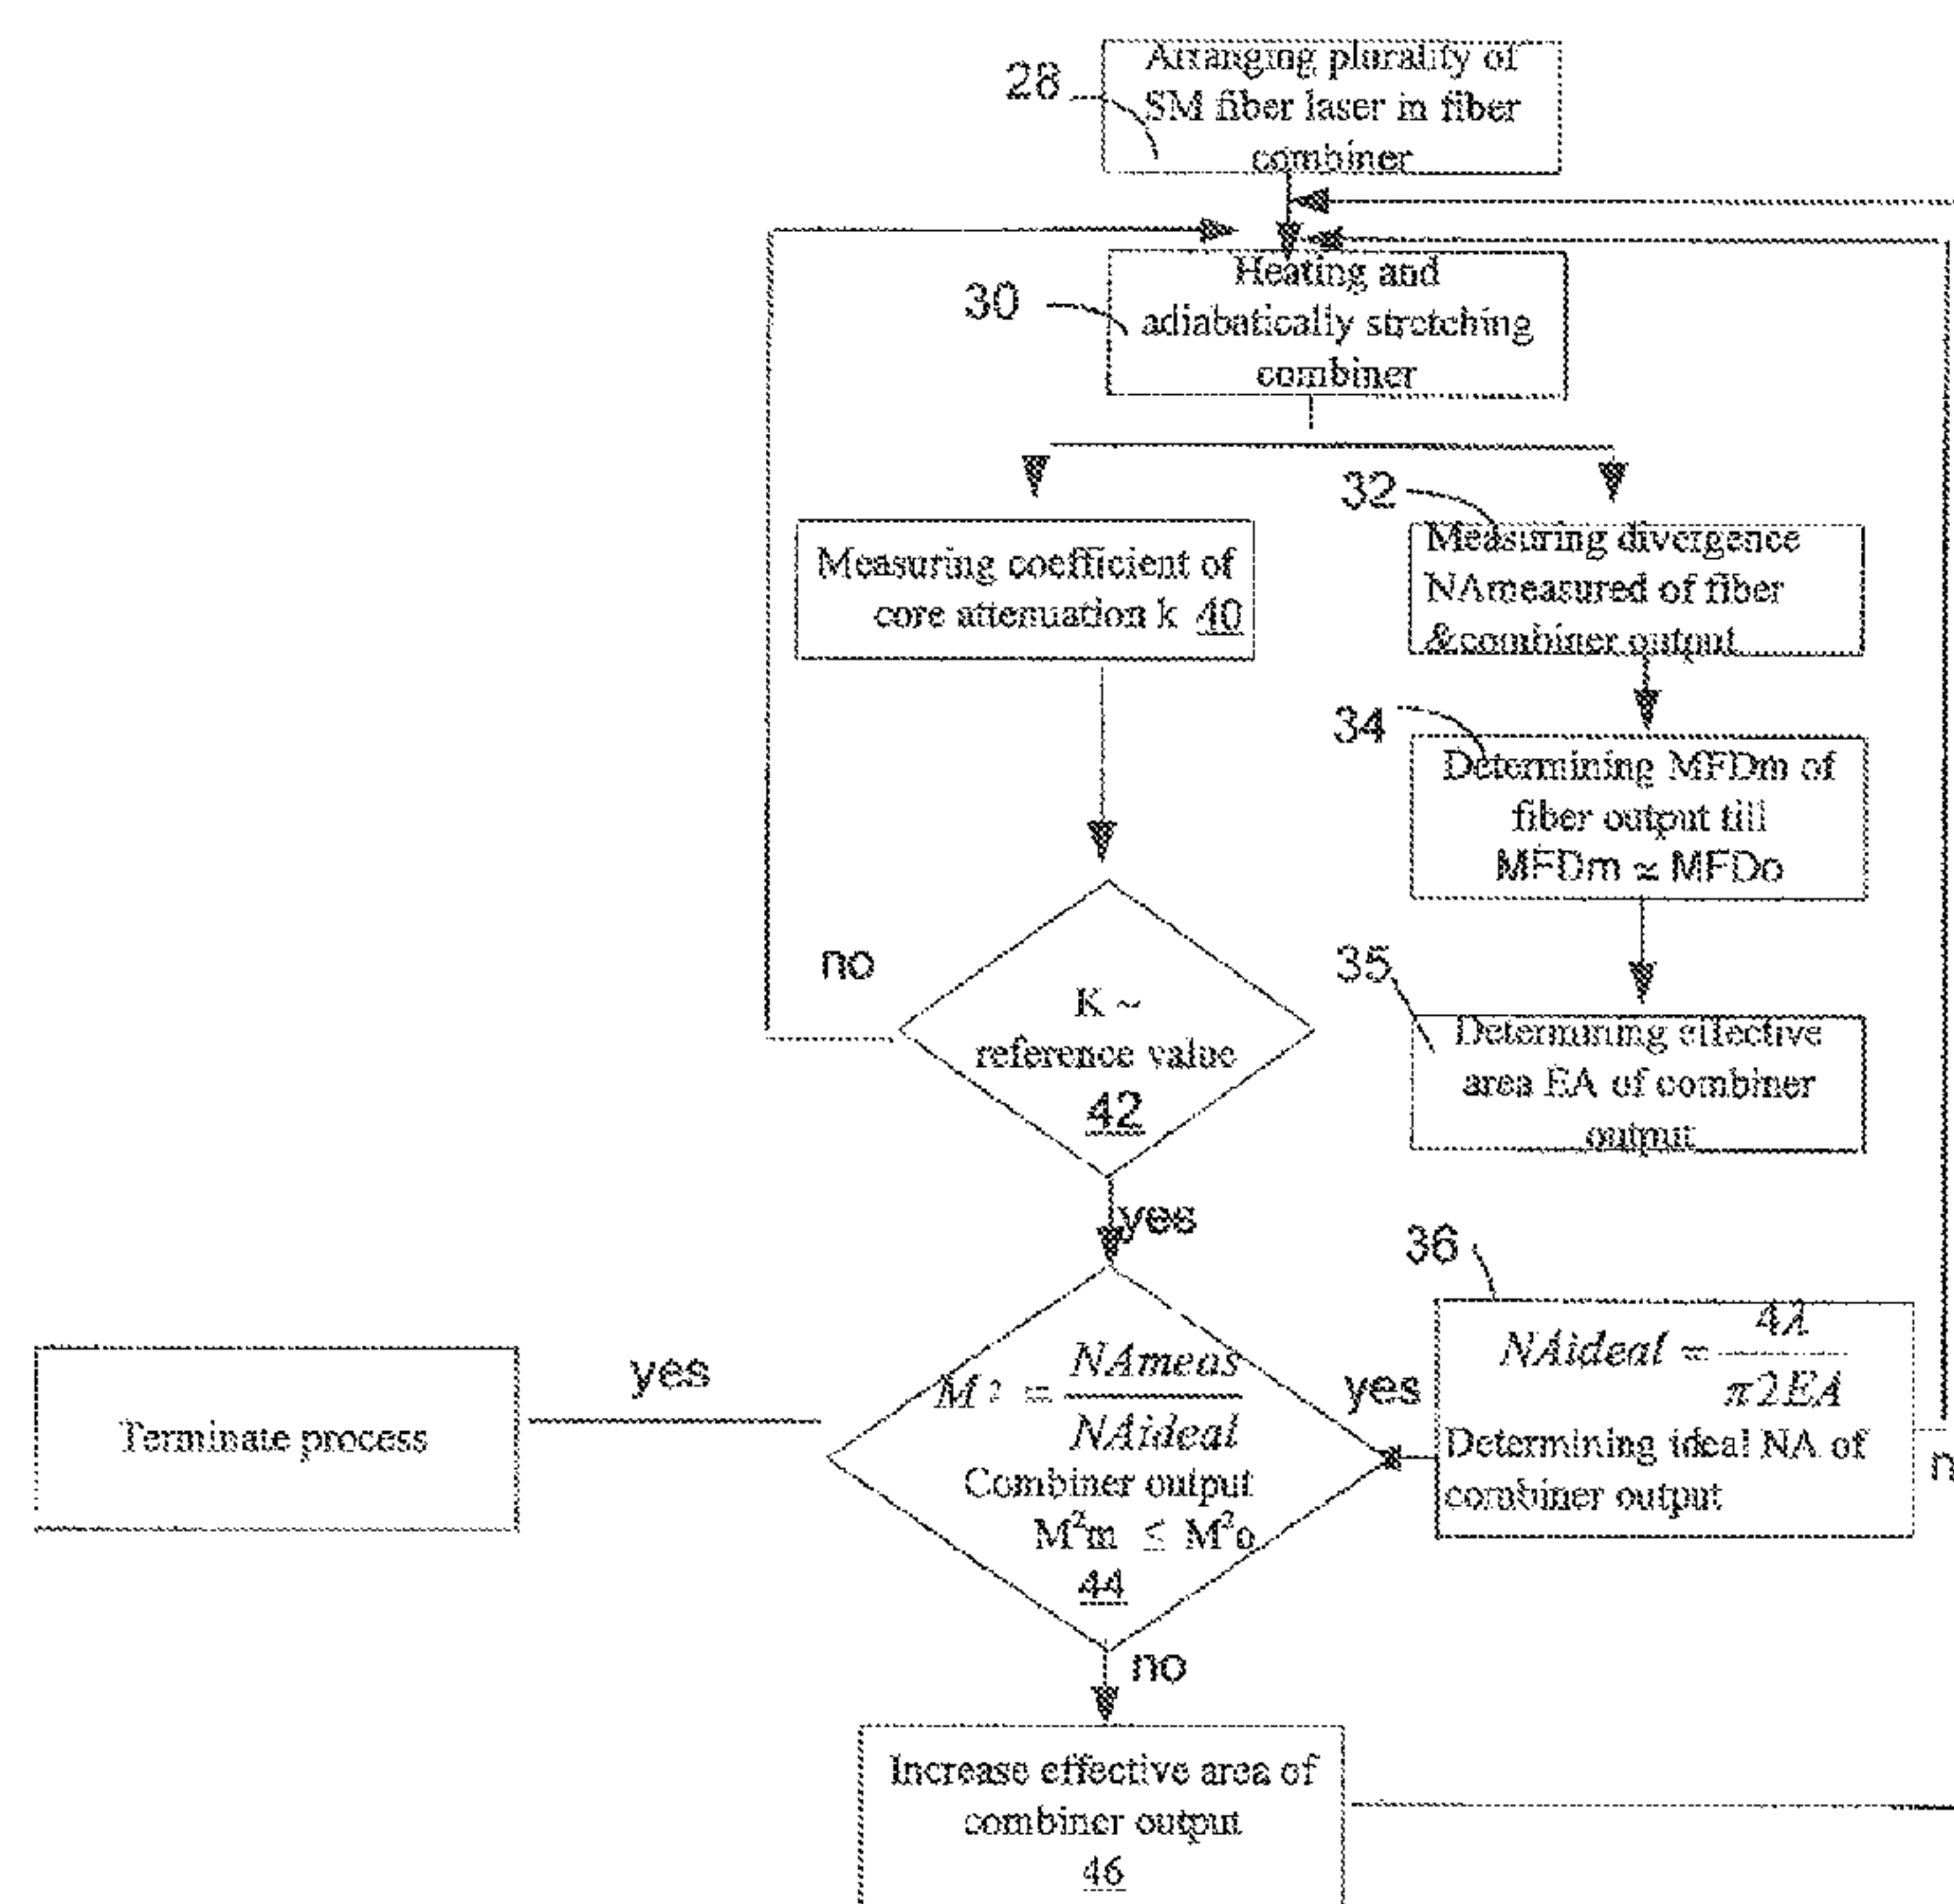 28
Arranging plurality of
SM fiber laser in fiber
combiner
30
Heating and
adiabatically stretching
combiner
Measuring coefficient of
core attenuation k 40
32
Measuring divergence
NAmeasured of fiber
&combiner output
34
Determining MFDm of
fiber output till
MFDm ≃ MFDo
no
K ~
reference value
42
35
Determining effective
area EA of combiner
output
yes
36
NAideal = 4λ / π2EA
Determining ideal NA of
combiner output
Terminate process
yes
M² = NAmeas / NAideal
Combiner output
M²m ≤ M²o
44
yes
no
Increase effective area of
combiner output
46